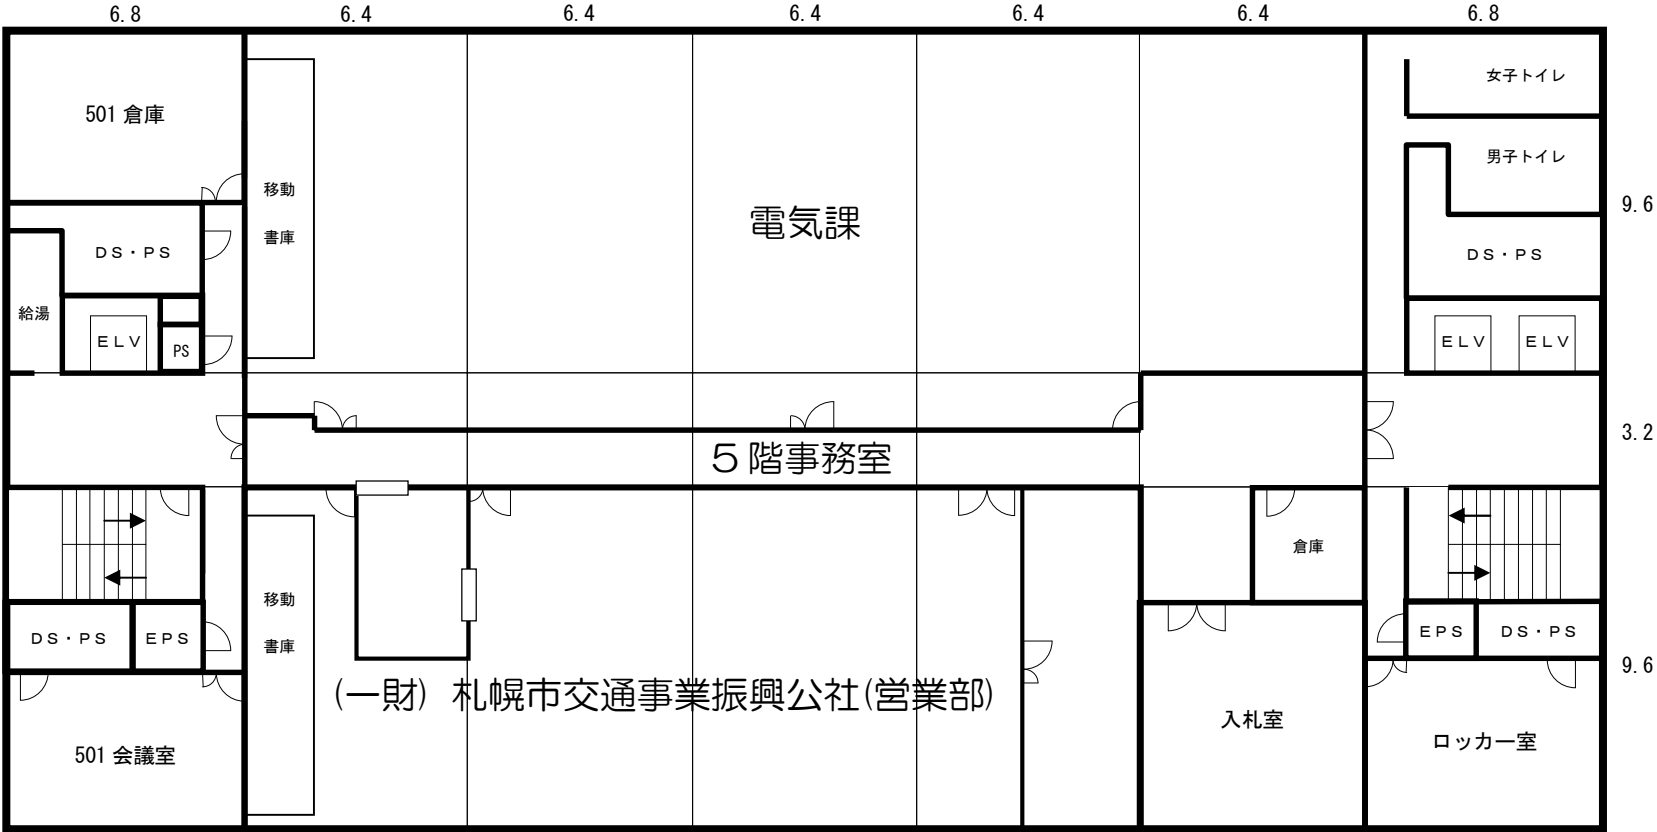 6.8
6.4
6.4
6.4
6.4
6.4
6.8
女子トイレ
501 倉庫
男子トイレ
移動
書庫
9.6
電気課
DS・PS
DS・PS
給湯
ELV
PS
ELV
ELV
3.2
5階事務室
倉庫
移動
書庫
DS・PS
EPS
EPS
DS・PS
9.6
(一財) 札幌市交通事業振興公社(営業部)
入札室
501 会議室
ロッカー室